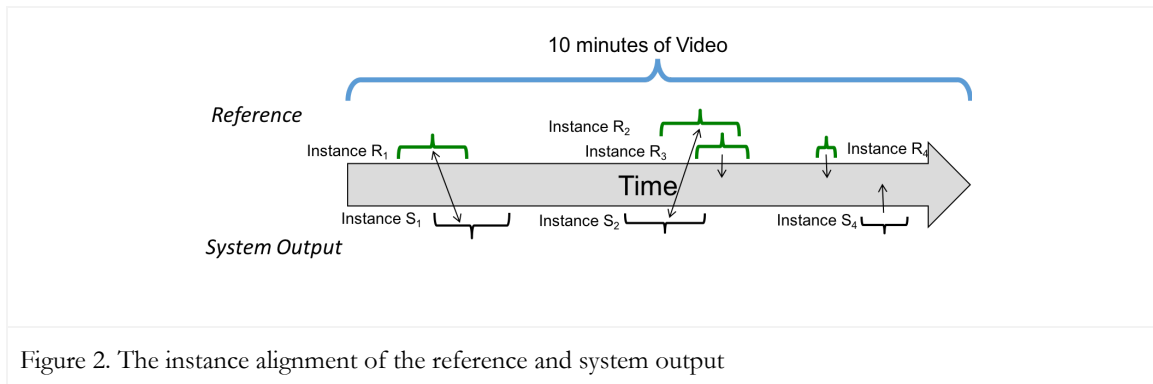 10 minutes of Video
Reference
Instance R2
Instance R1
Instance R3
Instance R4
Time
Instance S1
Instance S2
Instance S4
System Output
Figure 2. The instance alignment of the reference and system output